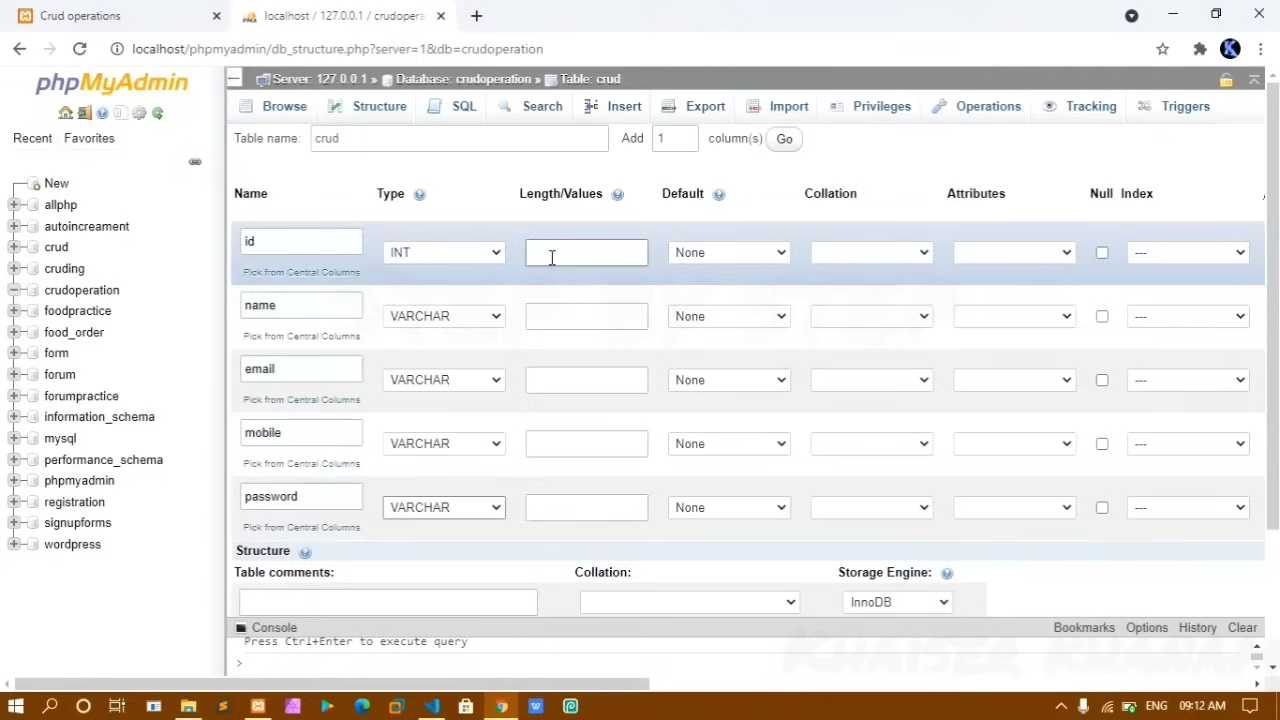 Crud operations
localhost / 127.0.0.1 / crudopera
localhost/phpmyadmin/db_structure.php?server=1&db=crudoperation
phpMyAdmin
Recent Favorites
New
allphp
autoincreament
crud
cruding
crudoperation
foodpractice
food_order
form
forum
forumpractice
information_schema
mysql
performance_schema
phpmyadmin
registration
signupforms
wordpress
Server: 127.0.0.1 » Database: crudoperation » Table: crud
Browse Structure SQL Search Insert Export Import Privileges Operations Tracking Triggers
Table name: crud Add 1 column(s) Go
Name Type Length/Values Default Collation Attributes Null Index
id INT None ---
Pick from Central Columns
name VARCHAR None ---
Pick from Central Columns
email VARCHAR None ---
Pick from Central Columns
mobile VARCHAR None ---
Pick from Central Columns
password VARCHAR None ---
Pick from Central Columns
Structure
Table comments: Collation: Storage Engine:
InnoDB
Console Bookmarks Options History Clear
Press Ctrl+Enter to execute query
>
KHAISER KHANAM
ENG 09:12 AM